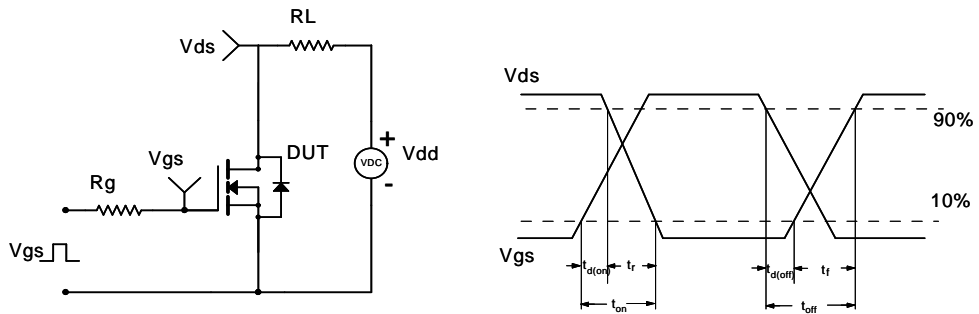 RL
Vds
Vgs
DUT
+
VDC
Vdd
-
Rg
Vgs
Vds
90%
10%
Vgs
td(on)
tr
td(off)
tf
ton
toff